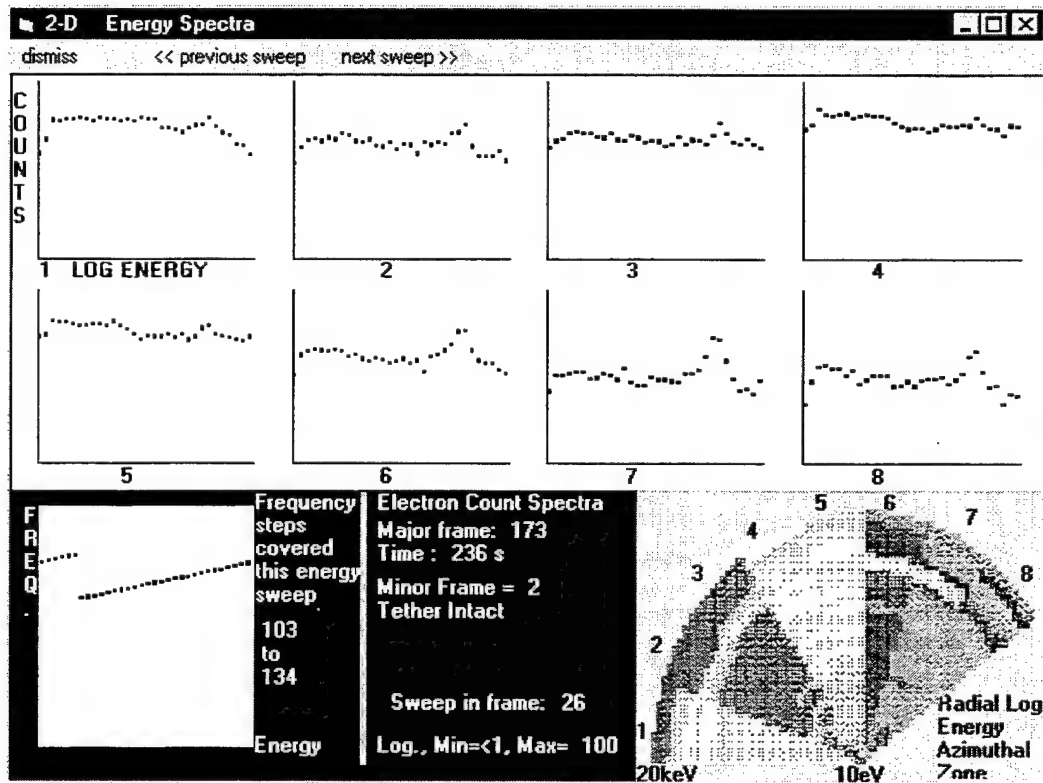 2-D Energy Spectra
dismiss << previous sweep next sweep >>
COUNTS
1 LOG ENERGY
2
3
4
5
6
7
8
FREQ.
Frequency
steps
covered
this energy
sweep
103
to
134
Energy
Electron Count Spectra
Major frame: 173
Time : 236 s
Minor Frame = 2
Tether Intact
Sweep in frame: 26
Log., Min=<1, Max= 100
1
2
3
4
5
6
7
8
20keV
10eV
Radial Log
Energy
Azimuthal
Zone